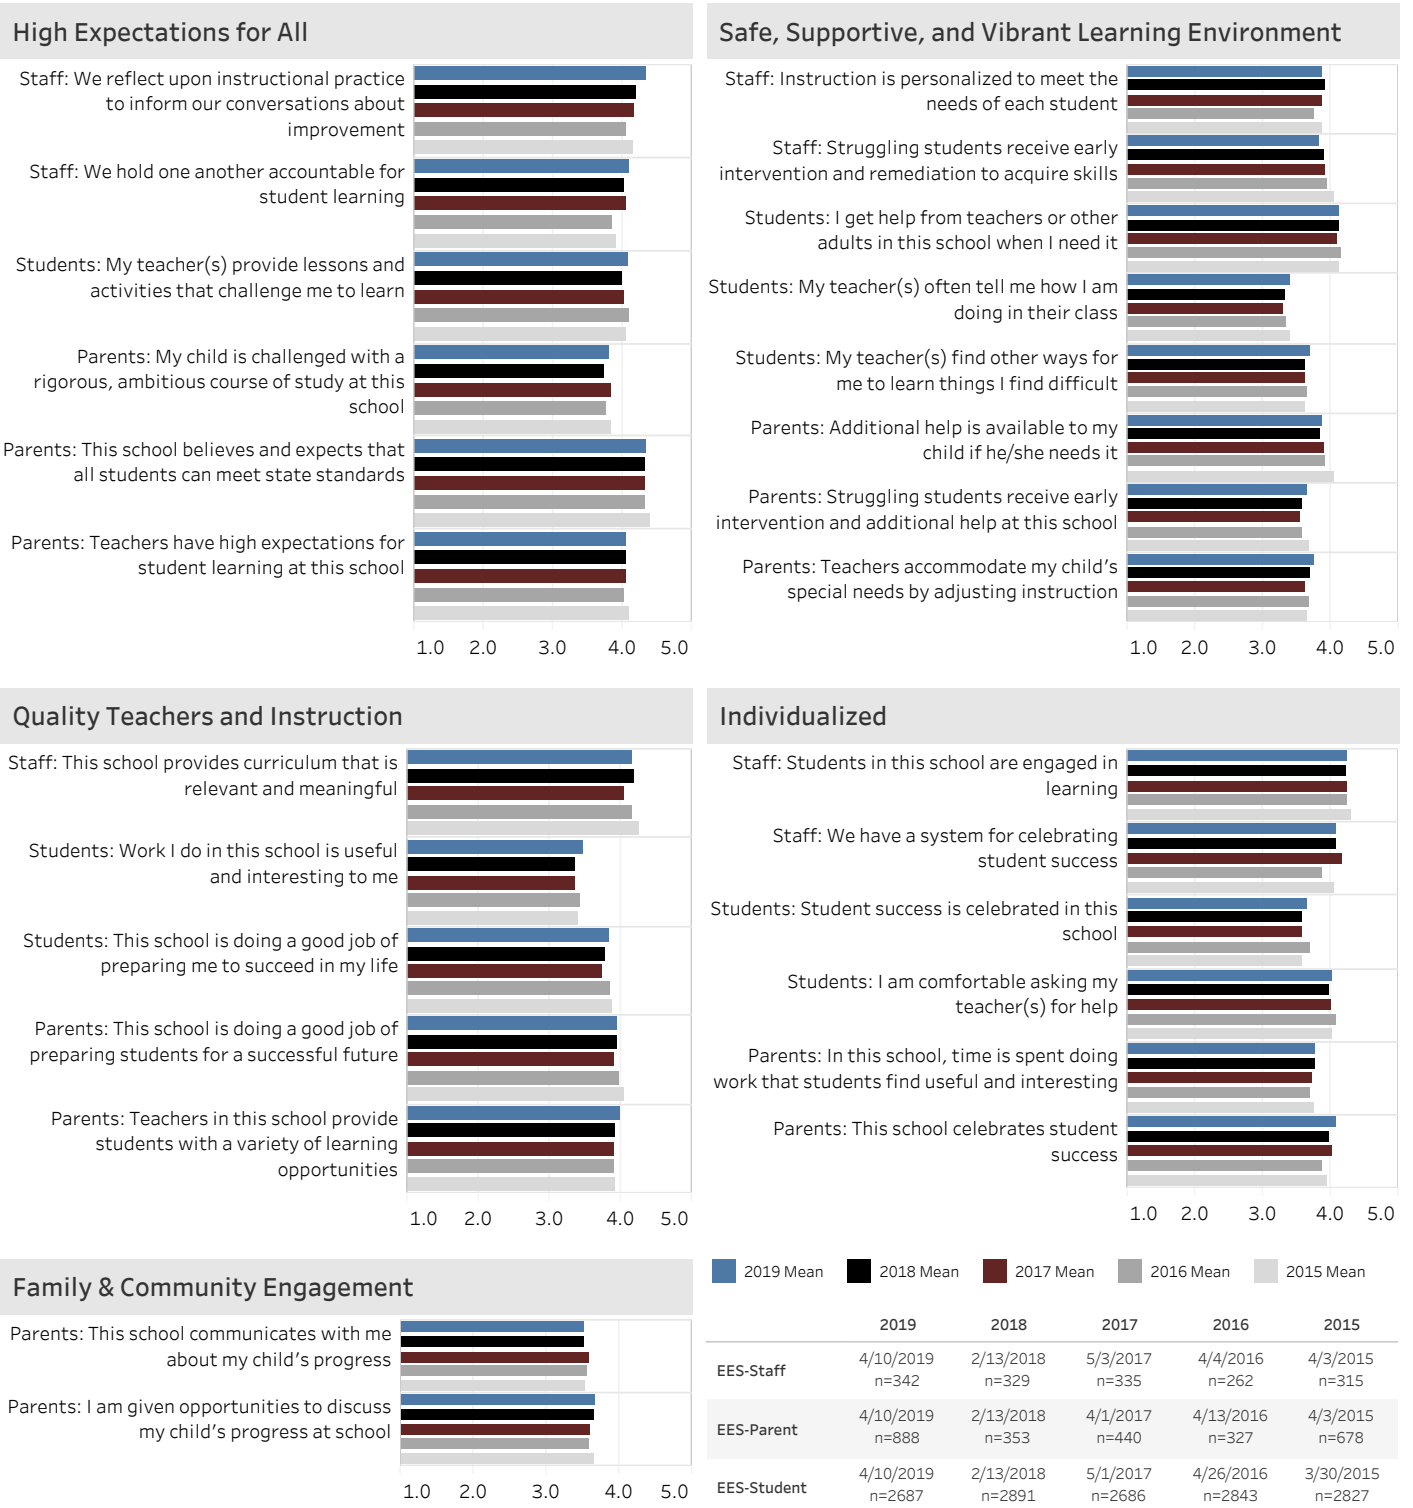 High Expectations for All
Staff: We reflect upon instructional practice
to inform our conversations about
improvement
Staff: We hold one another accountable for
student learning
Students: My teacher(s) provide lessons and
activities that challenge me to learn
Parents: My child is challenged with a
rigorous, ambitious course of study at this
school
Parents: This school believes and expects that
all students can meet state standards
Parents: Teachers have high expectations for
student learning at this school
1.0 2.0 3.0 4.0 5.0
Safe, Supportive, and Vibrant Learning Environment
Staff: Instruction is personalized to meet the
needs of each student
Staff: Struggling students receive early
intervention and remediation to acquire skills
Students: I get help from teachers or other
adults in this school when I need it
Students: My teacher(s) often tell me how I am
doing in their class
Students: My teacher(s) find other ways for
me to learn things I find difficult
Parents: Additional help is available to my
child if he/she needs it
Parents: Struggling students receive early
intervention and additional help at this school
Parents: Teachers accommodate my child's
special needs by adjusting instruction
1.0 2.0 3.0 4.0 5.0
Quality Teachers and Instruction
Staff: This school provides curriculum that is
relevant and meaningful
Students: Work I do in this school is useful
and interesting to me
Students: This school is doing a good job of
preparing me to succeed in my life
Parents: This school is doing a good job of
preparing students for a successful future
Parents: Teachers in this school provide
students with a variety of learning
opportunities
1.0 2.0 3.0 4.0 5.0
Individualized
Staff: Students in this school are engaged in
learning
Staff: We have a system for celebrating
student success
Students: Student success is celebrated in this
school
Students: I am comfortable asking my
teacher(s) for help
Parents: In this school, time is spent doing
work that students find useful and interesting
Parents: This school celebrates student
success
1.0 2.0 3.0 4.0 5.0
Family & Community Engagement
Parents: This school communicates with me
about my child's progress
Parents: I am given opportunities to discuss
my child's progress at school
1.0 2.0 3.0 4.0 5.0
2019 Mean 2018 Mean 2017 Mean 2016 Mean 2015 Mean
2019 2018 2017 2016 2015
EES-Staff 4/10/2019 2/13/2018 5/3/2017 4/4/2016 4/3/2015
n=342 n=329 n=335 n=262 n=315
EES-Parent 4/10/2019 2/13/2018 4/1/2017 4/13/2016 4/3/2015
n=888 n=353 n=440 n=327 n=678
EES-Student 4/10/2019 2/13/2018 5/1/2017 4/26/2016 3/30/2015
n=2687 n=2891 n=2686 n=2843 n=2827